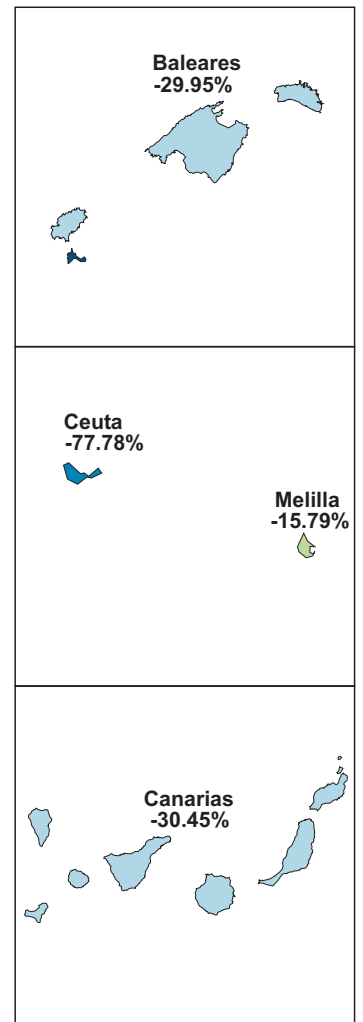 Baleares
-29.95%
Ceuta
-77.78%
Melilla
-15.79%
Canarias
-30.45%